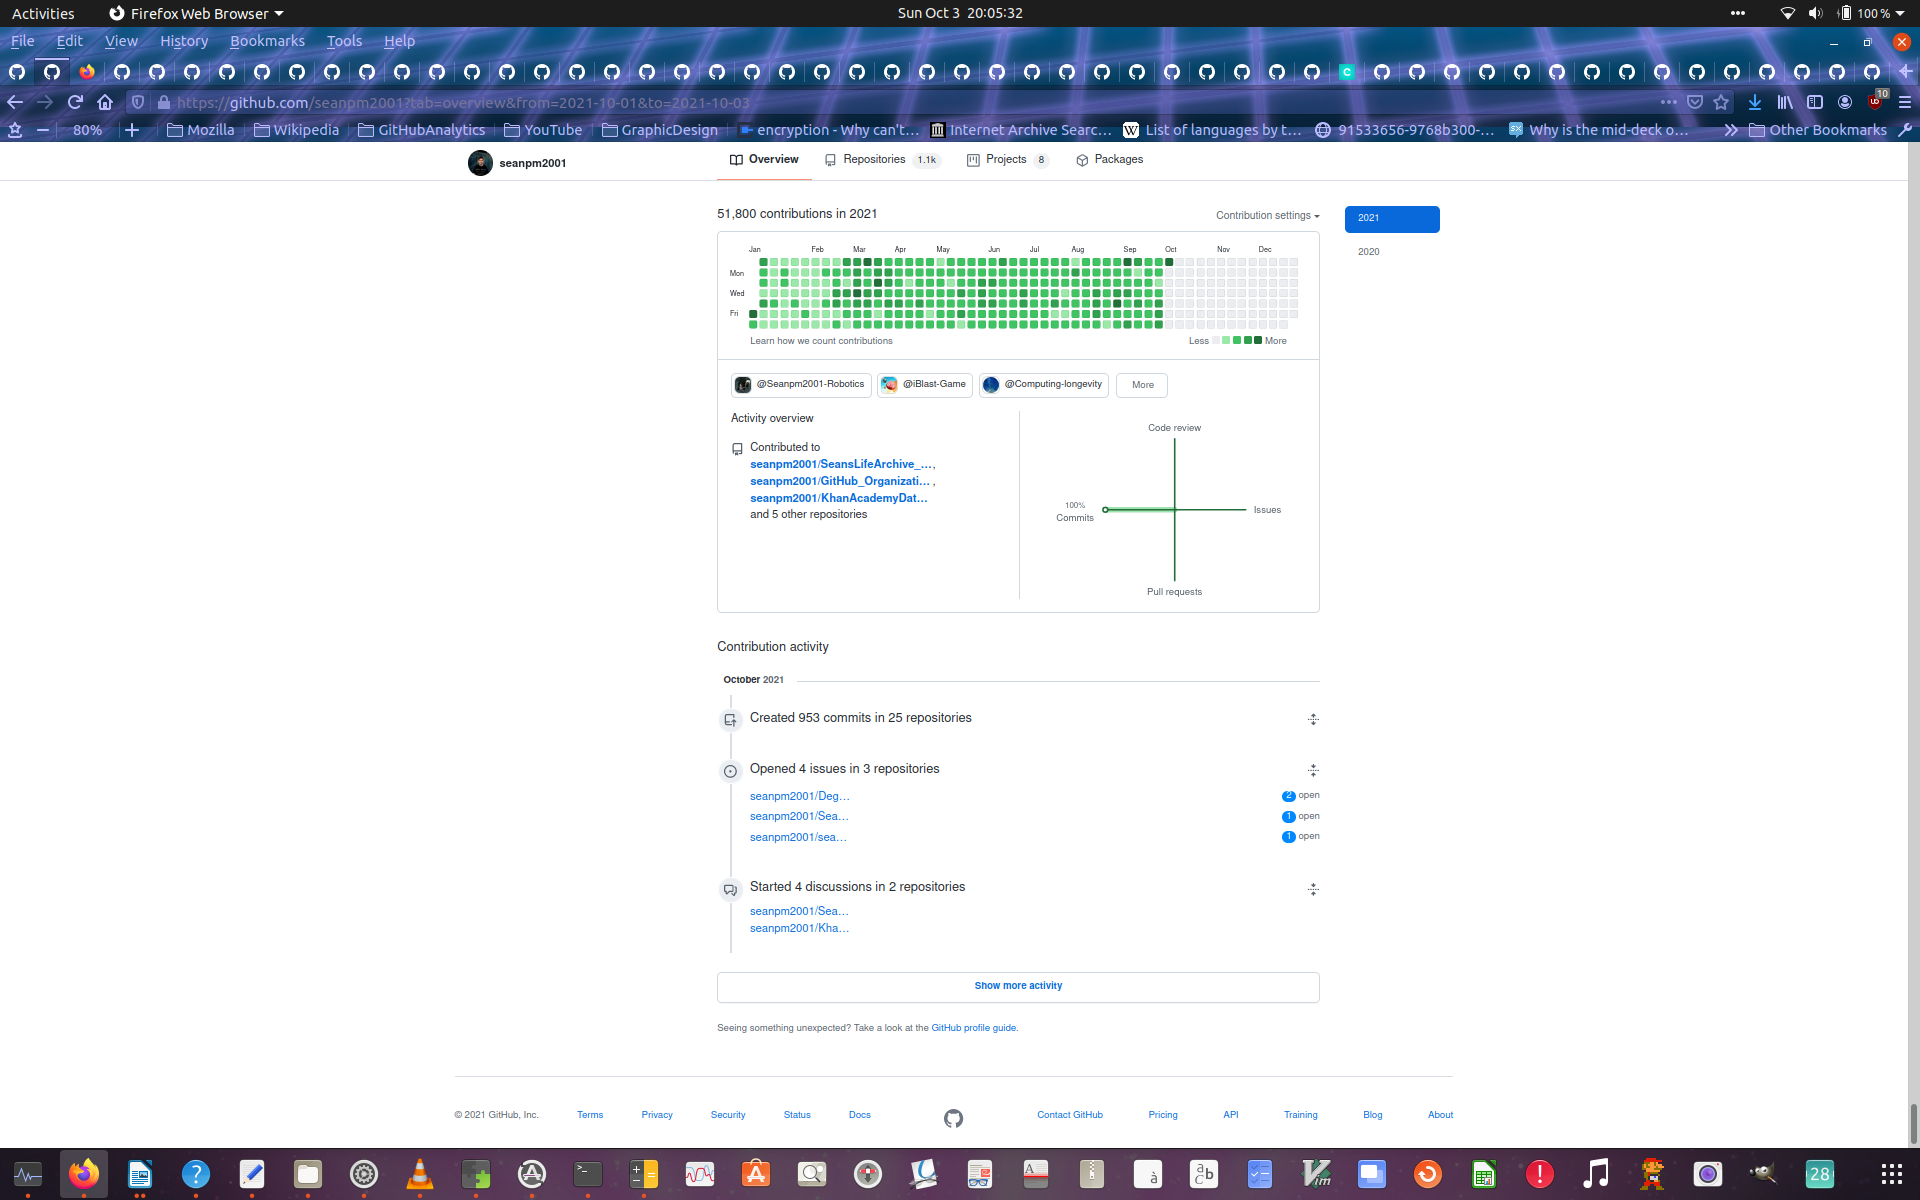 Activities Firefox Web Browser Sun Oct 3 20:05:32 100 %
File Edit View History Bookmarks Tools Help
https://github.com/seanpm2001?tab=overview&from=2021-10-01&to=2021-10-03 10
80% Mozilla Wikipedia GitHubAnalytics YouTube GraphicDesign encryption - Why can't… Internet Archive Searc… List of languages by t… 91533656-9768b300-… Why is the mid-deck o… Other Bookmarks
seanpm2001 Overview Repositories 1.1k Projects 8 Packages
51,800 contributions in 2021 Contribution settings 2021
2020
Jan Feb Mar Apr May Jun Jul Aug Sep Oct Nov Dec
Mon
Wed
Fri
Learn how we count contributions Less More
@Seanpm2001-Robotics @iBlast-Game @Computing-longevity More
Activity overview
Contributed to
seanpm2001/SeansLifeArchive_…,
seanpm2001/GitHub_Organizati…,
seanpm2001/KhanAcademyDat…
and 5 other repositories
Code review
100%
Commits
Issues
Pull requests
Contribution activity
October 2021
Created 953 commits in 25 repositories
Opened 4 issues in 3 repositories
seanpm2001/Deg… 2 open
seanpm2001/Sea… 1 open
seanpm2001/sea… 1 open
Started 4 discussions in 2 repositories
seanpm2001/Sea…
seanpm2001/Kha…
Show more activity
Seeing something unexpected? Take a look at the GitHub profile guide.
© 2021 GitHub, Inc. Terms Privacy Security Status Docs Contact GitHub Pricing API Training Blog About
28